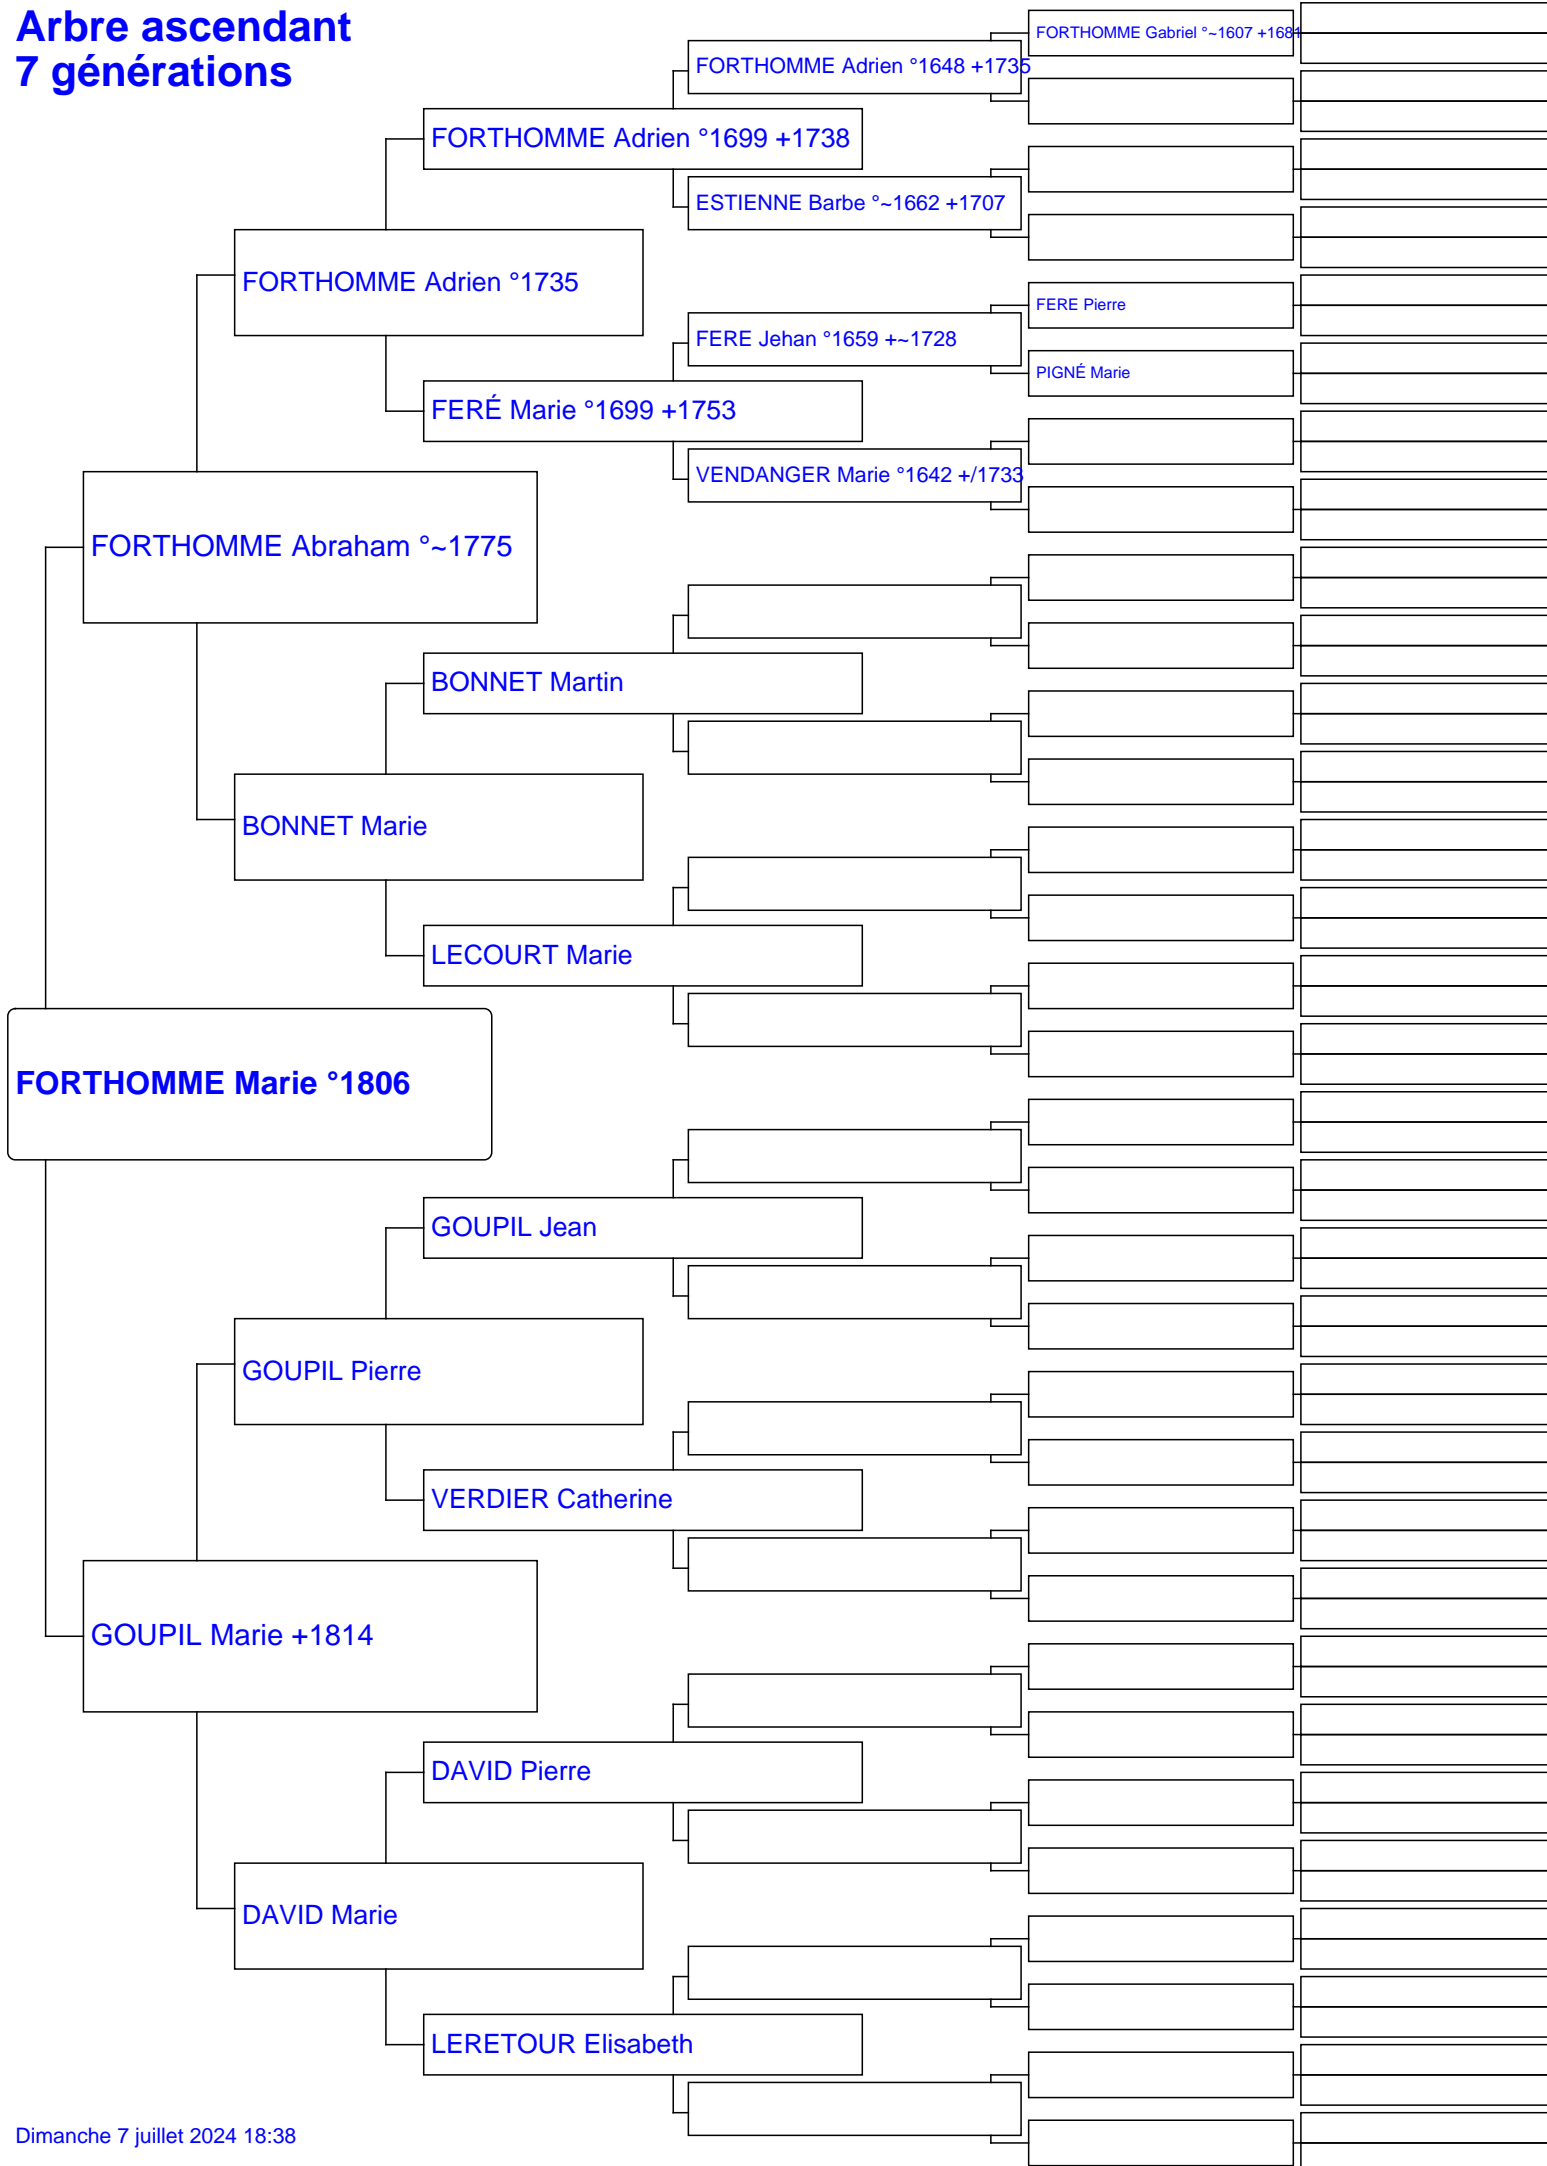 Arbre ascendant
7 générations
FORTHOMME Gabriel °~1607 +1681
FORTHOMME Adrien °1648 +1735
FORTHOMME Adrien °1699 +1738
ESTIENNE Barbe °~1662 +1707
FORTHOMME Adrien °1735
FERE Pierre
FERE Jehan °1659 +~1728
PIGNÉ Marie
FERÉ Marie °1699 +1753
VENDANGER Marie °1642 +/1733
FORTHOMME Abraham °~1775
BONNET Martin
BONNET Marie
LECOURT Marie
FORTHOMME Marie °1806
GOUPIL Jean
GOUPIL Pierre
VERDIER Catherine
GOUPIL Marie +1814
DAVID Pierre
DAVID Marie
LERETOUR Elisabeth
Dimanche 7 juillet 2024 18:38